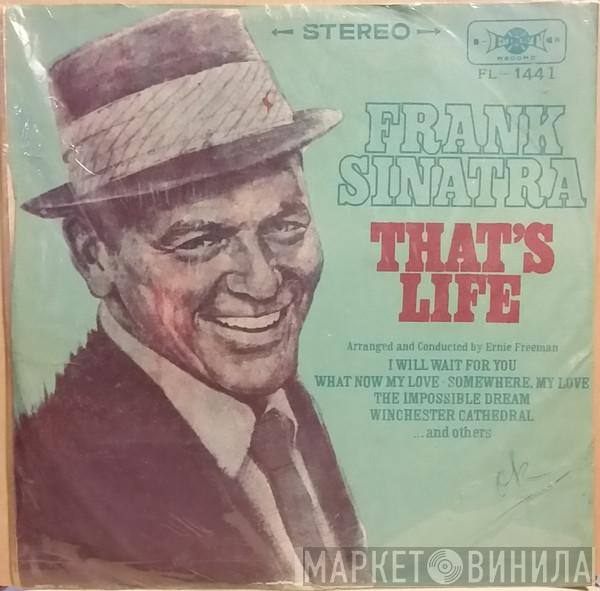 ← STEREO →
RECORD
FL-1441
FRANK
SINATRA
THAT'S
LIFE
Arranged and Conducted by Ernie Freeman
I WILL WAIT FOR YOU
WHAT NOW MY LOVE · SOMEWHERE, MY LOVE
THE IMPOSSIBLE DREAM
WINCHESTER CATHEDRAL
...and others
ok
МАРКЕТ ВИНИЛА